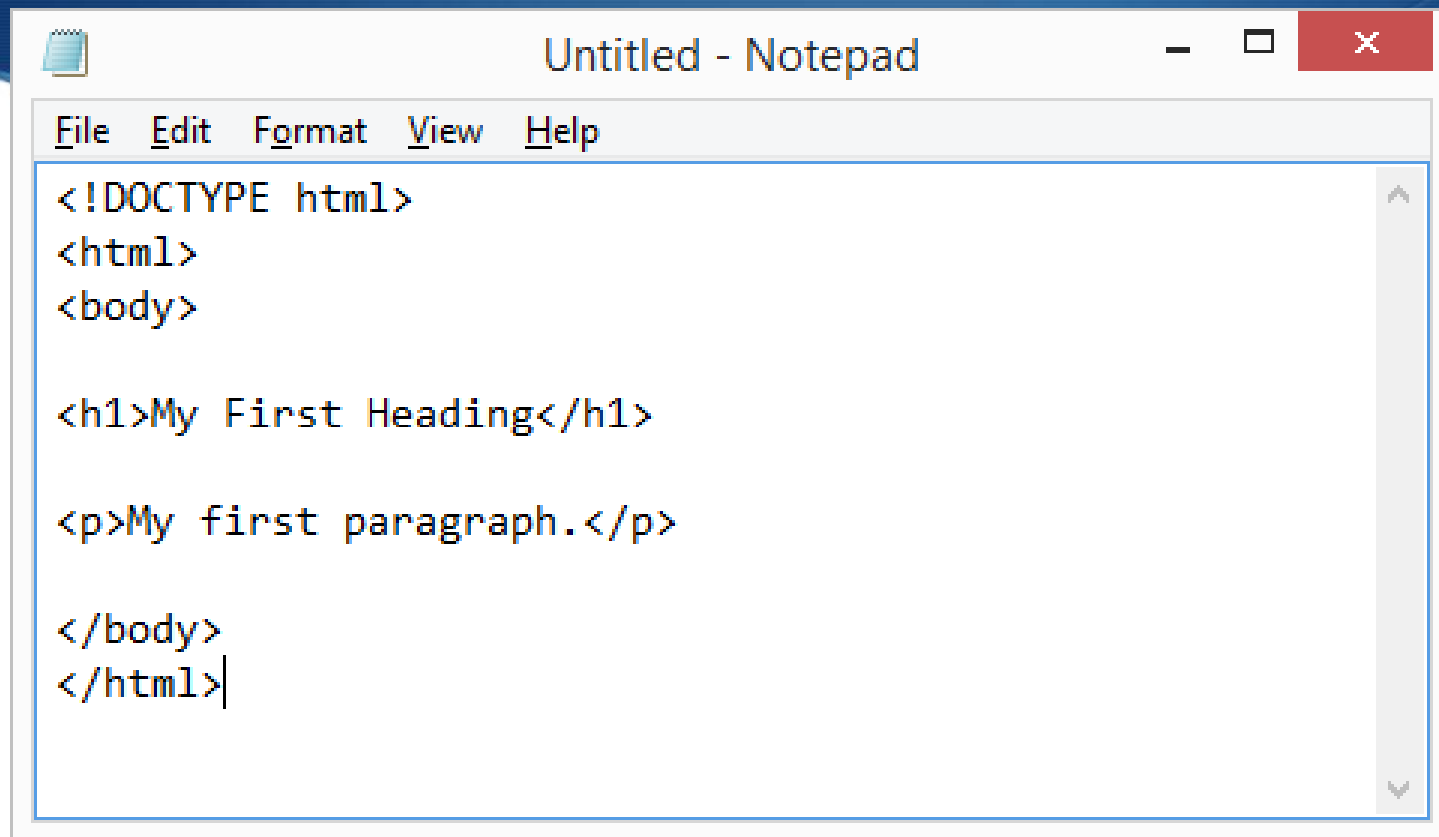 Untitled - Notepad
File Edit Format View Help
<!DOCTYPE html>
<html>
<body>
<h1>My First Heading</h1>
<p>My first paragraph.</p>
</body>
</html>